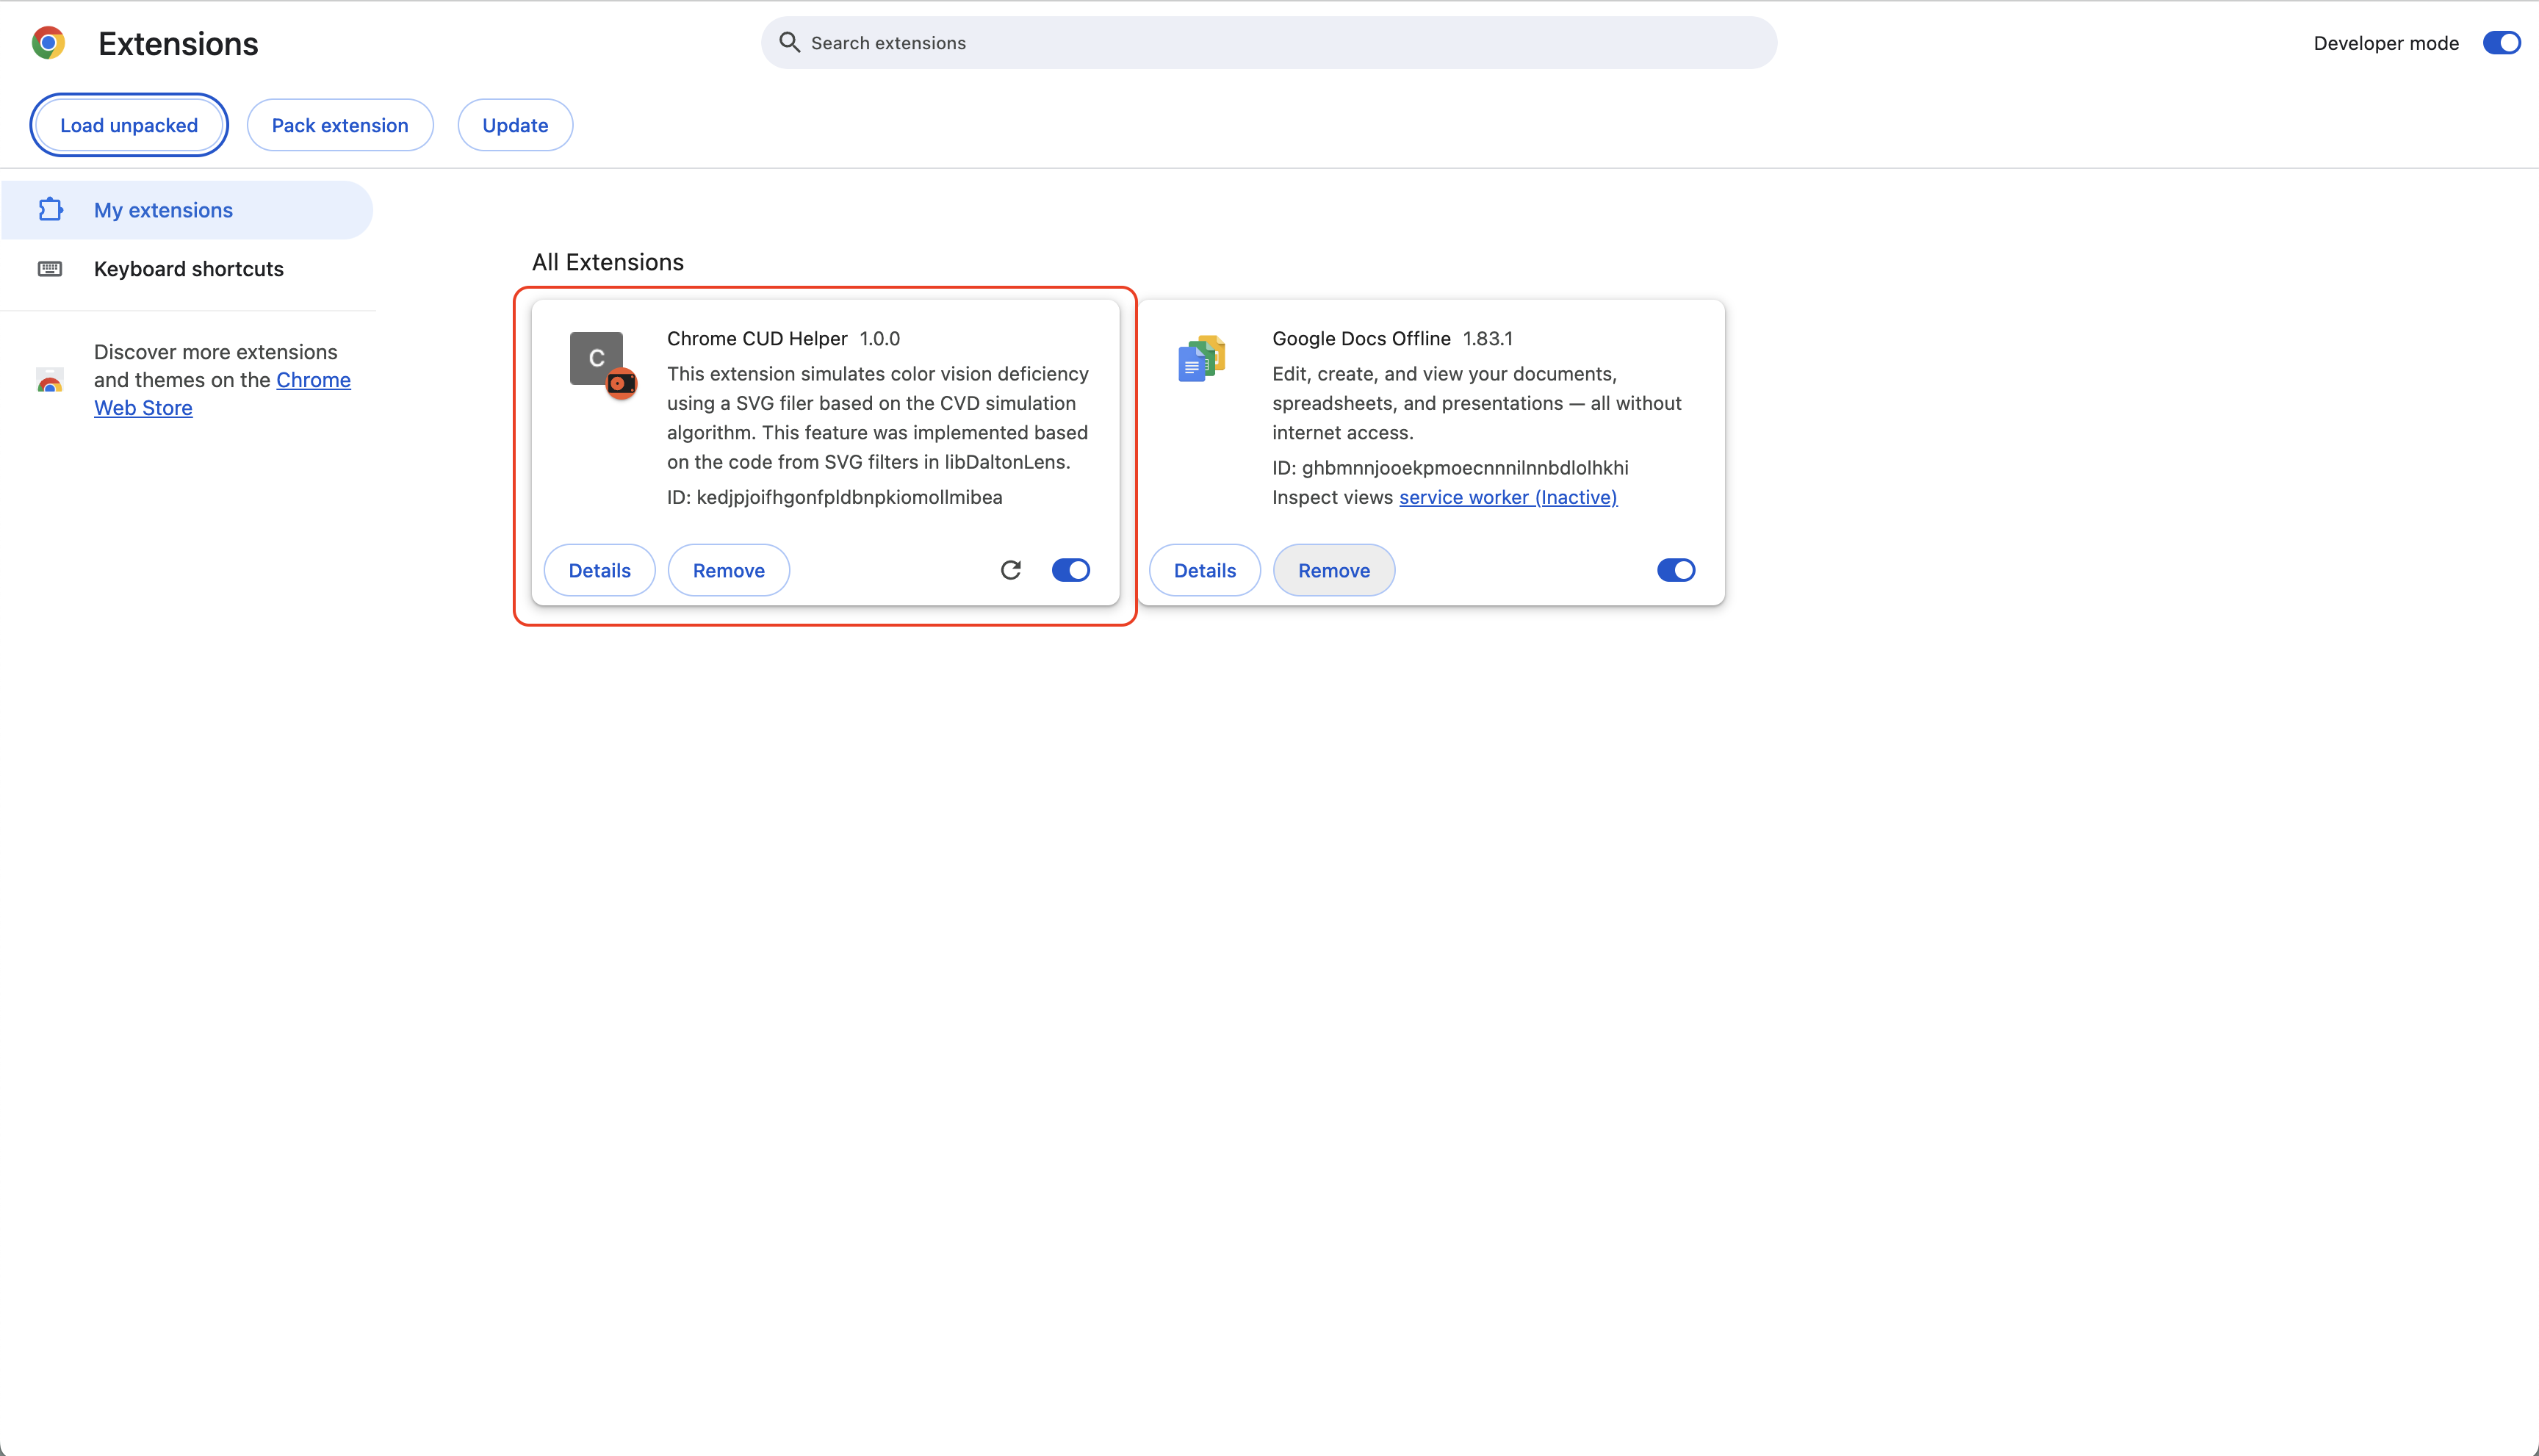 Extensions
Search extensions
Developer mode
Load unpacked
Pack extension
Update
My extensions
Keyboard shortcuts
Discover more extensions
and themes on the Chrome
Web Store
All Extensions
C
Chrome CUD Helper 1.0.0
This extension simulates color vision deficiency
using a SVG filer based on the CVD simulation
algorithm. This feature was implemented based
on the code from SVG filters in libDaltonLens.
ID: kedjpjoifhgonfpldbnpkiomollmibea
Details
Remove
Google Docs Offline 1.83.1
Edit, create, and view your documents,
spreadsheets, and presentations — all without
internet access.
ID: ghbmnnjooekpmoecnnnilnnbdlolhkhi
Inspect views service worker (Inactive)
Details
Remove